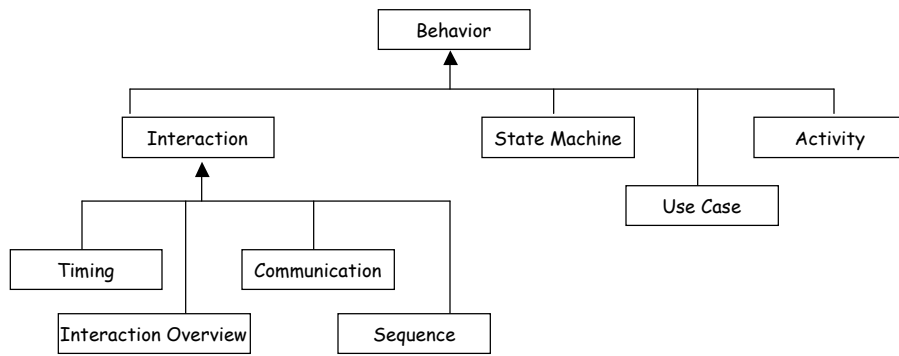 Behavior
Interaction
State Machine
Activity
Use Case
Timing
Communication
Interaction Overview
Sequence